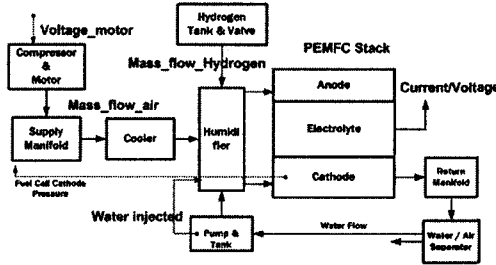 Voltage_motor
Hydrogen
Tank & Valve
Compressor
&
Motor
Mass_flow_Hydrogen
PEMFC Stack
Mass_flow_air
Anode
Current/Voltage
Supply
Manifold
Cooler
Humidi
fier
Electrolyte
Cathode
Return
Manifold
Fuel Cell Cathode
Pressure
Water injected
Pump &
Tank
Water Flow
Water / Air
Separator